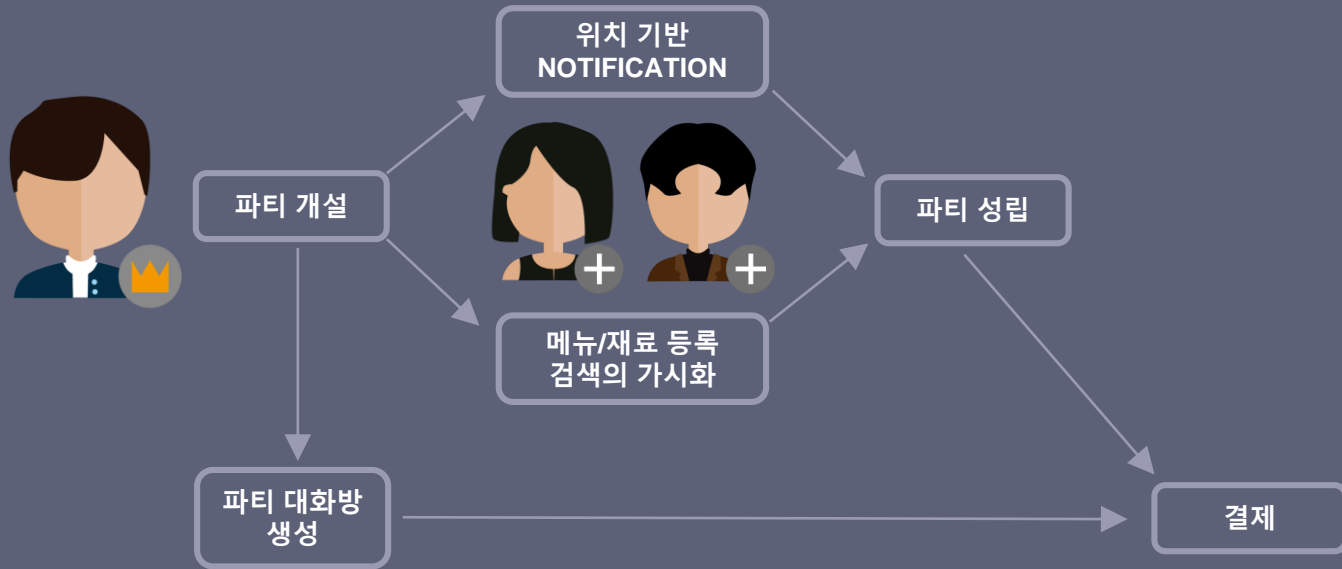 위치 기반
NOTIFICATION
파티 개설
파티 성립
메뉴/재료 등록
검색의 가시화
파티 대화방
생성
결제